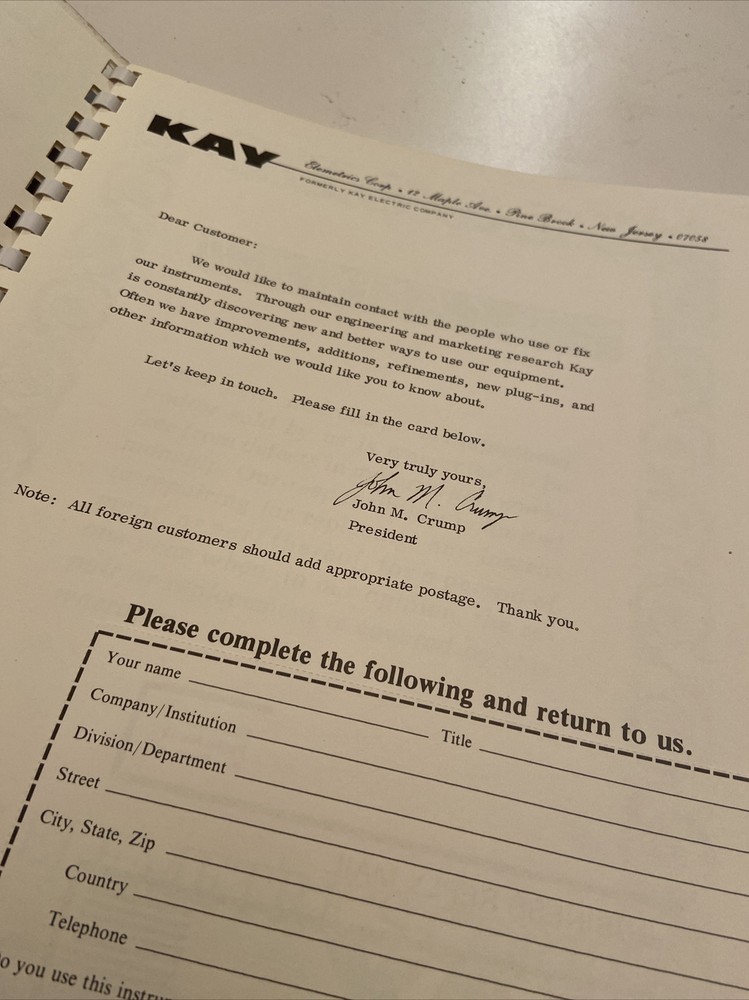 KAY Elemetrics Corp • 12 Maple Ave. • Pine Brook • New Jersey • 07058
FORMERLY KAY ELECTRIC COMPANY
Dear Customer:
We would like to maintain contact with the people who use or fix
our instruments. Through our engineering and marketing research Kay
is constantly discovering new and better ways to use our equipment.
Often we have improvements, additions, refinements, new plug-ins, and
other information which we would like you to know about.
Let's keep in touch. Please fill in the card below.
Very truly yours,
John M. Crump
John M. Crump
President
Note: All foreign customers should add appropriate postage. Thank you.
Please complete the following and return to us.
Your name Title
Company/Institution
Division/Department
Street
City, State, Zip
Country
Telephone
you use this